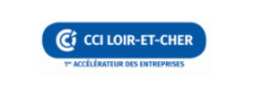 CCI LOIR-ET-CHER
1er ACCÉLÉRATEUR DES ENTREPRISES